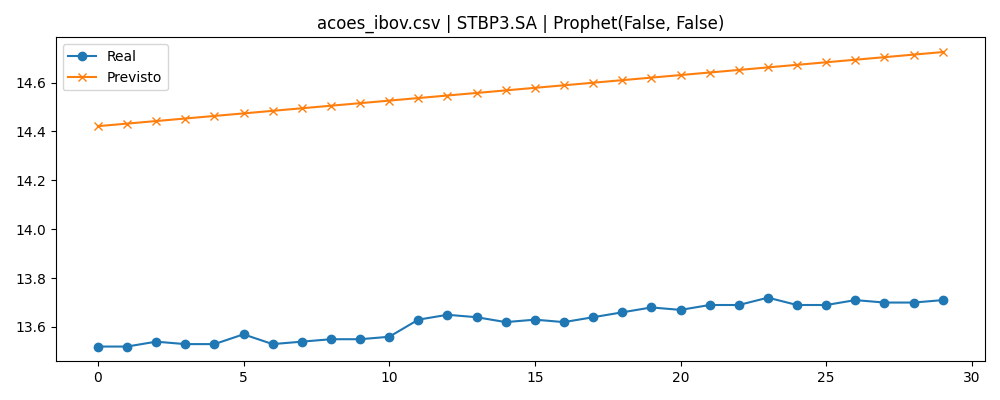 acoes_ibov.csv | STBP3.SA | Prophet(False, False)
Real
Previsto
14.6
14.4
14.2
14.0
13.8
13.6
0 5 10 15 20 25 30